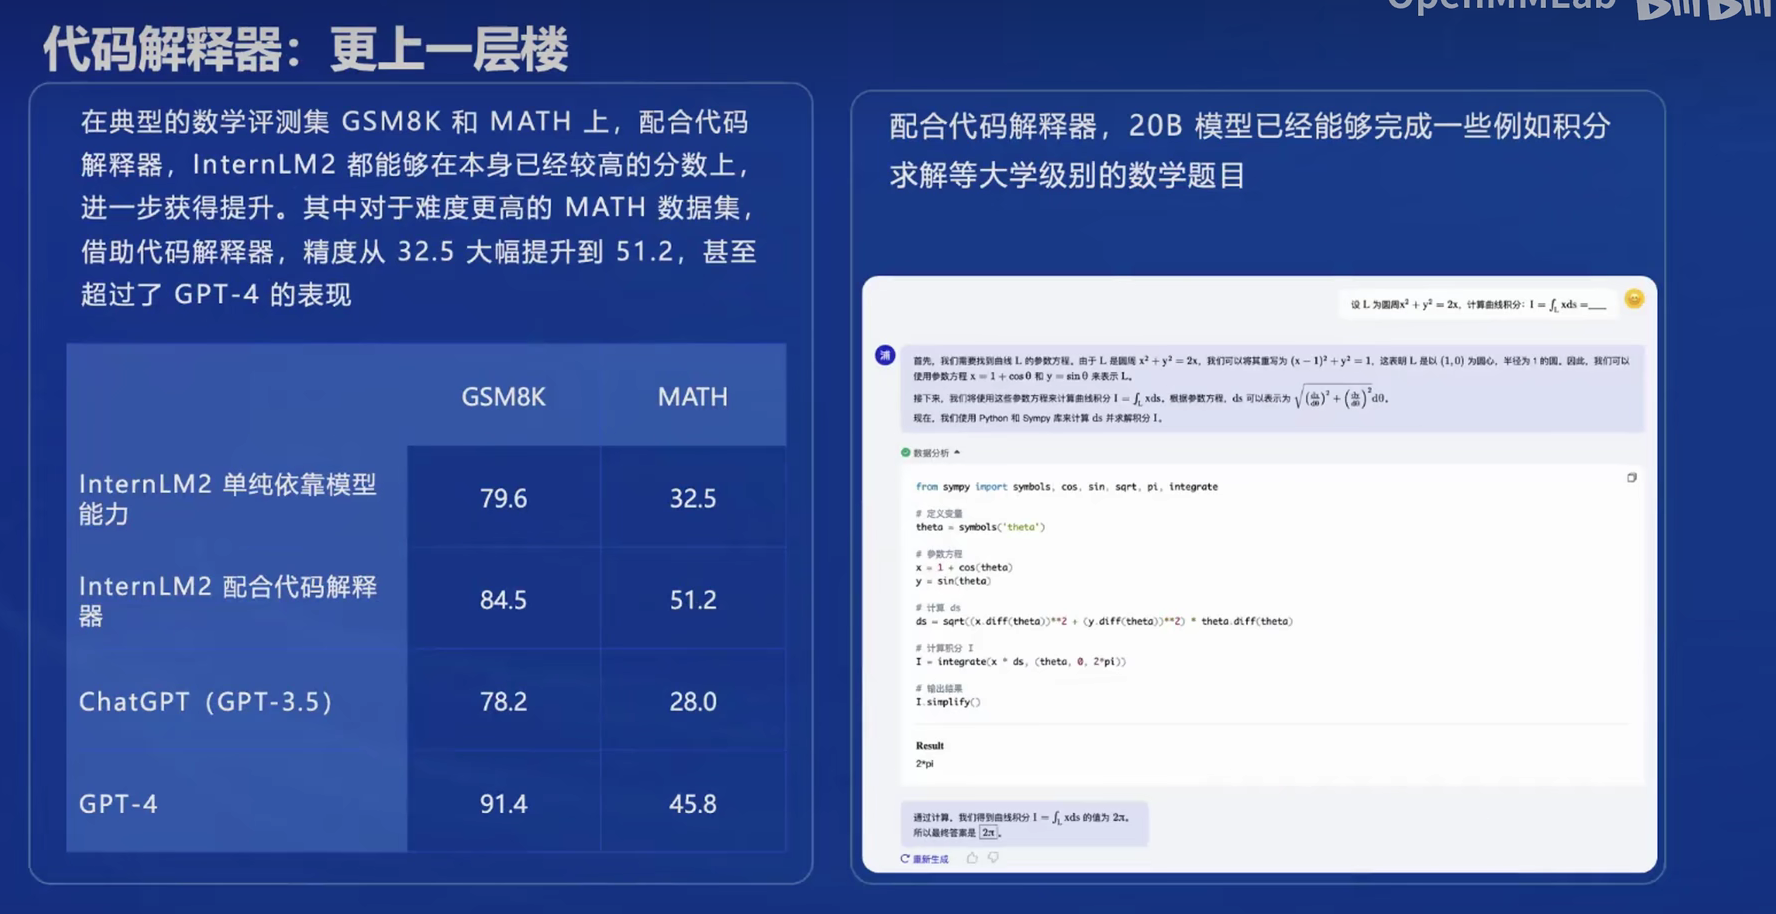 OpenMMLab bilibili
代码解释器：更上一层楼
在典型的数学评测集 GSM8K 和 MATH 上，配合代码
解释器，InternLM2 都能够在本身已经较高的分数上，
进一步获得提升。其中对于难度更高的 MATH 数据集，
借助代码解释器，精度从 32.5 大幅提升到 51.2，甚至
超过了 GPT-4 的表现
GSM8K MATH
InternLM2 单纯依靠模型
能力
79.6 32.5
InternLM2 配合代码解释
器
84.5 51.2
ChatGPT（GPT-3.5） 78.2 28.0
GPT-4 91.4 45.8
配合代码解释器，20B 模型已经能够完成一些例如积分
求解等大学级别的数学题目
设 L 为圆周x² + y² = 2x，计算曲线积分：I = ∫_L xds =___
浦
首先，我们需要找到曲线 L 的参数方程。由于 L 是圆周 x² + y² = 2x，我们可以将其重写为 (x − 1)² + y² = 1，这表明 L 是以 (1,0) 为圆心，半径为 1 的圆。因此，我们可以
使用参数方程 x = 1 + cos θ 和 y = sin θ 来表示 L。
接下来，我们将使用这些参数方程来计算曲线积分 I = ∫_L xds。根据参数方程，ds 可以表示为 √((dx/dθ)² + (dy/dθ)²)dθ。
现在，我们使用 Python 和 Sympy 库来计算 ds 并求解积分 I。
数据分析
from sympy import symbols, cos, sin, sqrt, pi, integrate
# 定义变量
theta = symbols('theta')
# 参数方程
x = 1 + cos(theta)
y = sin(theta)
# 计算 ds
ds = sqrt((x.diff(theta))**2 + (y.diff(theta))**2) * theta.diff(theta)
# 计算积分 I
I = integrate(x * ds, (theta, 0, 2*pi))
# 输出结果
I.simplify()
Result
2*pi
通过计算，我们得到曲线积分 I = ∫_L xds 的值为 2π。
所以最终答案是 2π。
重新生成